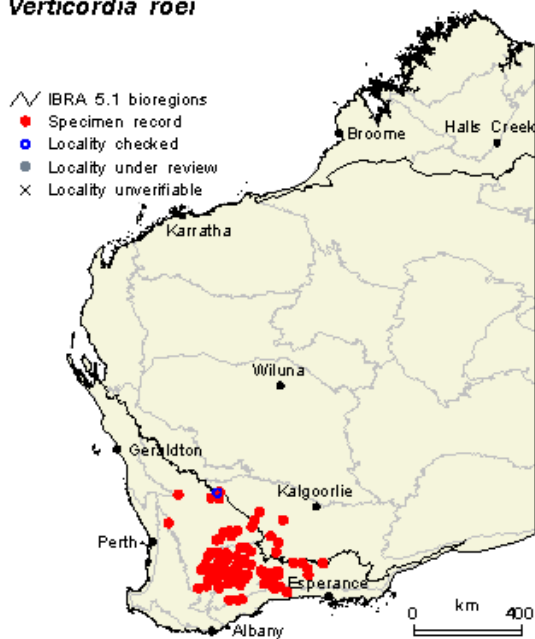 Verticordia roei
IBRA 5.1 bioregions
Specimen record
Locality checked
Locality under review
Locality unverifiable
Broome
Halls Creek
Karratha
Wiluna
Geraldton
Kalgoorlie
Perth
Esperance
Albany
km
0 400